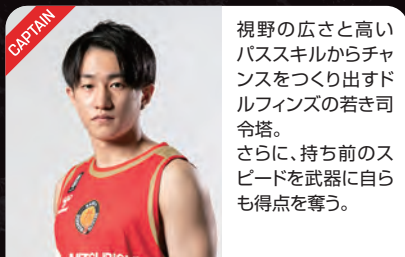 CAPTAIN
視野の広さと高い
パススキルからチャ
ンスをつくり出すド
ルフィンズの若き司
令塔。
さらに、持ち前のス
ピードを武器に自ら
も得点を奪う。